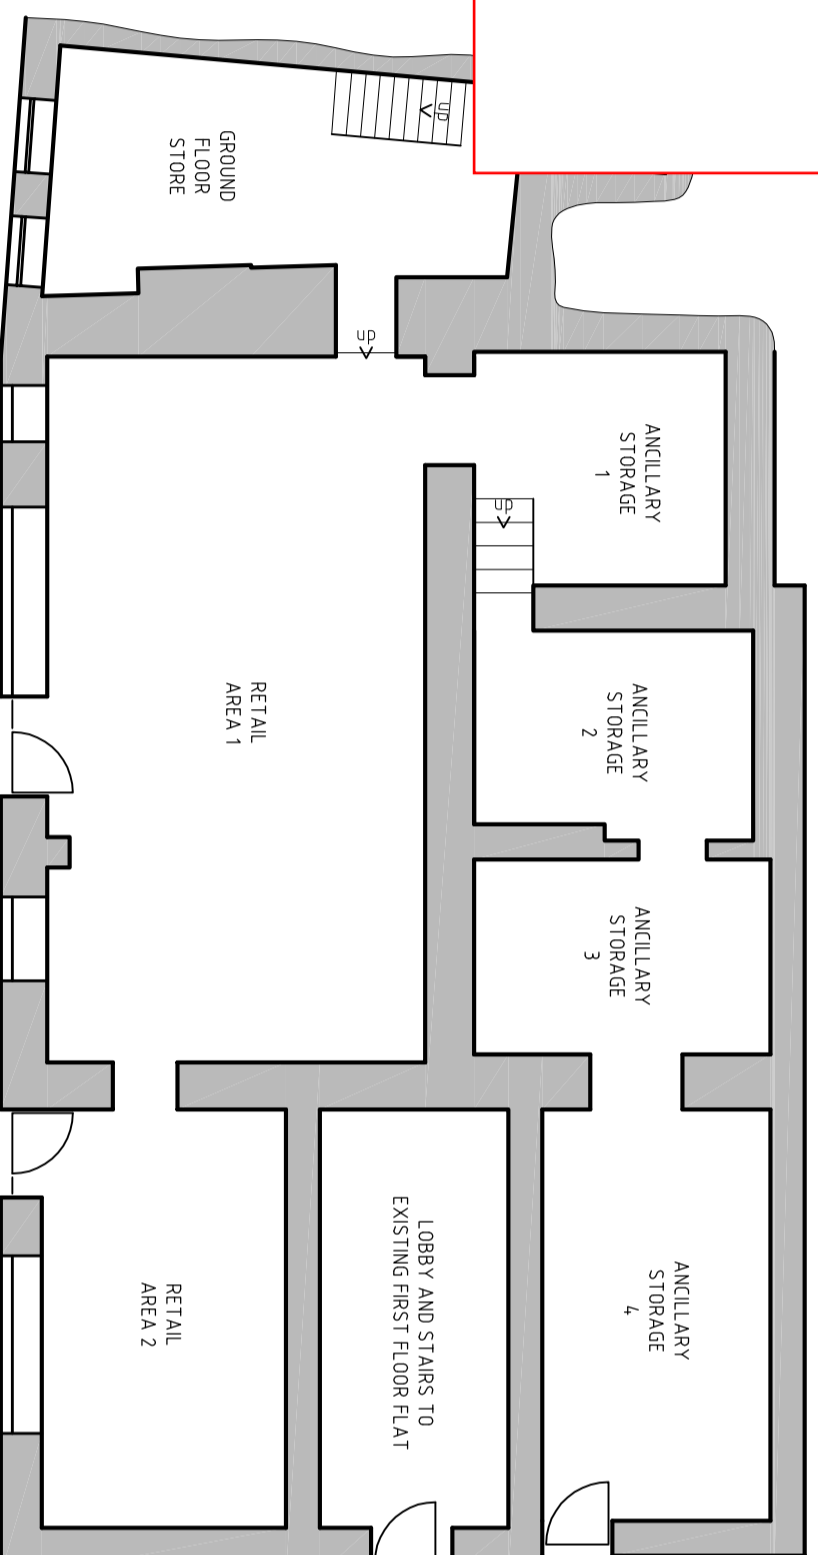 UP
GROUND
FLOOR
STORE
UP
ANCILLARY
STORAGE
1
UP
RETAIL
AREA 1
ANCILLARY
STORAGE
2
ANCILLARY
STORAGE
3
ANCILLARY
STORAGE
4
LOBBY AND STAIRS TO
EXISTING FIRST FLOOR FLAT
RETAIL
AREA 2